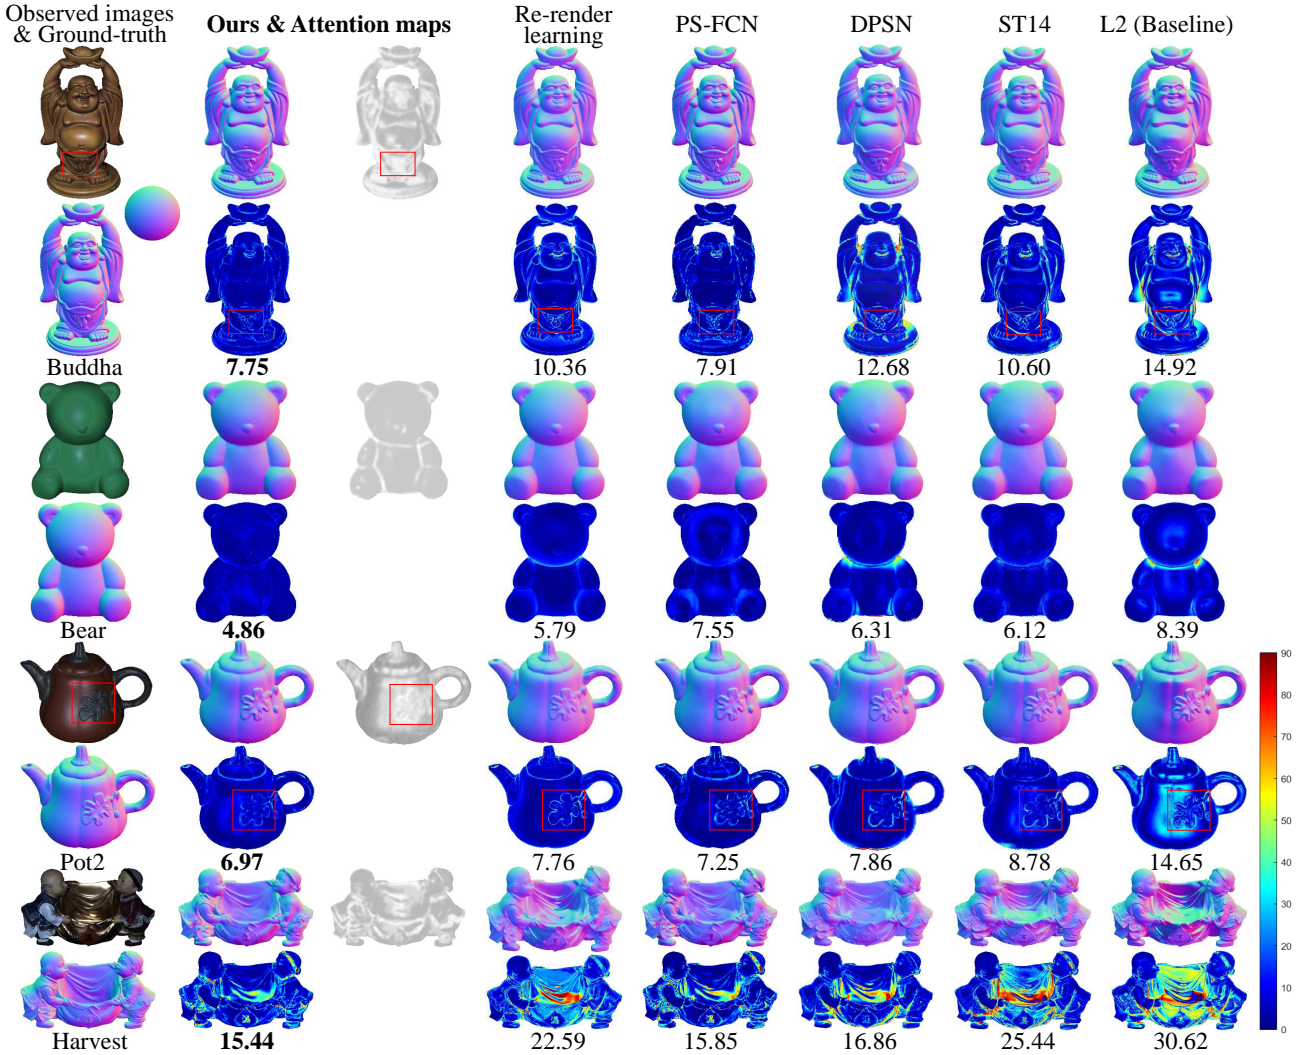 Observed images & Ground-truth
Ours & Attention maps
Re-render learning
PS-FCN
DPSN
ST14
L2 (Baseline)
Buddha 7.75 10.36 7.91 12.68 10.60 14.92
Bear 4.86 5.79 7.55 6.31 6.12 8.39
Pot2 6.97 7.76 7.25 7.86 8.78 14.65
Harvest 15.44 22.59 15.85 16.86 25.44 30.62
90
80
70
60
50
40
30
20
10
0